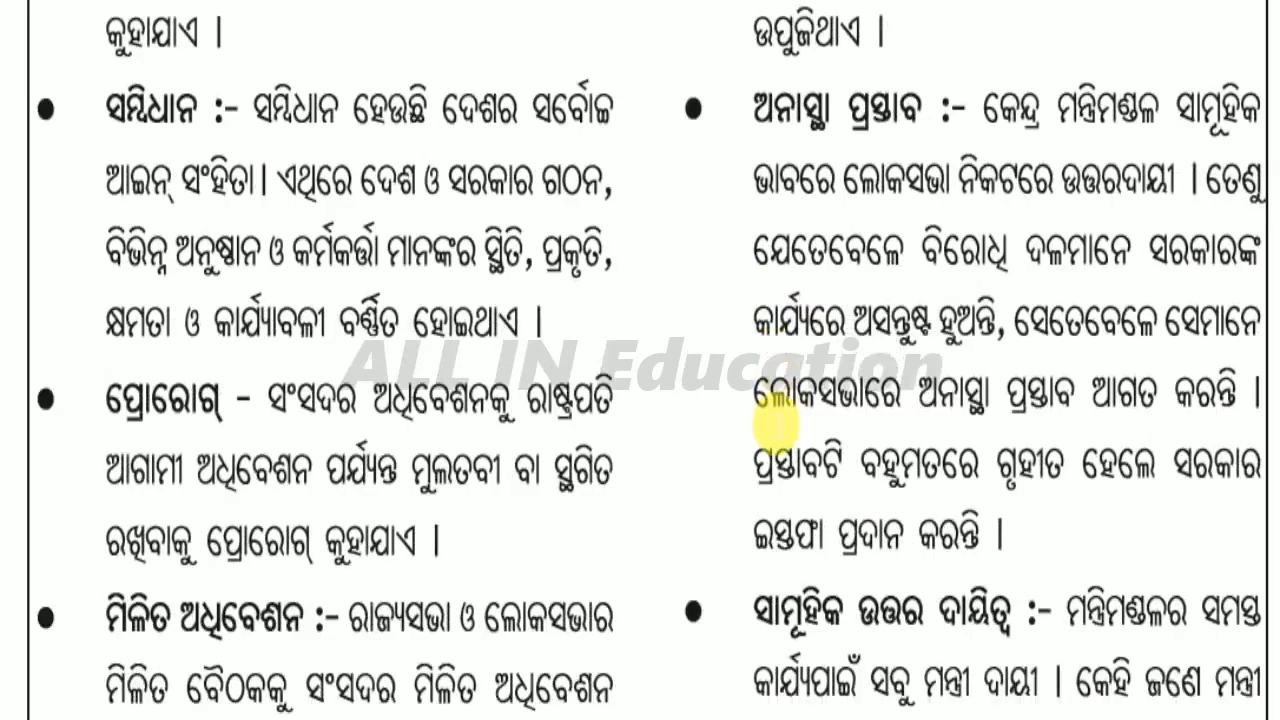 କୁହାଯାଏ ।
• ସମ୍ବିଧାନ :- ସମ୍ବିଧାନ ହେଉଛି ଦେଶର ସର୍ବୋଚ୍ଚ
ଆଇନ୍ ସଂହିତା । ଏଥିରେ ଦେଶ ଓ ସରକାର ଗଠନ,
ବିଭିନ୍ନ ଅନୁଷ୍ଠାନ ଓ କର୍ମକର୍ତ୍ତା ମାନଙ୍କର ସ୍ଥିତି, ପ୍ରକୃତି,
କ୍ଷମତା ଓ କାର୍ଯ୍ୟାବଳୀ ବର୍ଣ୍ଣିତ ହୋଇଥାଏ ।
• ପ୍ରୋରୋଗ୍ - ସଂସଦର ଅଧିବେଶନକୁ ରାଷ୍ଟ୍ରପତି
ଆଗାମୀ ଅଧିବେଶନ ପର୍ଯ୍ୟନ୍ତ ମୁଲତବୀ ବା ସ୍ଥଗିତ
ରଖିବାକୁ ପ୍ରୋରୋଗ୍ କୁହାଯାଏ ।
• ମିଳିତ ଅଧିବେଶନ :- ରାଜ୍ୟସଭା ଓ ଲୋକସଭାର
ମିଳିତ ବୈଠକକୁ ସଂସଦର ମିଳିତ ଅଧିବେଶନ
ଉପୁଜିଥାଏ ।
• ଅନାସ୍ଥା ପ୍ରସ୍ତାବ :- କେନ୍ଦ୍ର ମନ୍ତ୍ରିମଣ୍ଡଳ ସାମୂହିକ
ଭାବରେ ଲୋକସଭା ନିକଟରେ ଉତ୍ତରଦାୟୀ । ତେଣୁ
ଯେତେବେଳେ ବିରୋଧି ଦଳମାନେ ସରକାରଙ୍କ
କାର୍ଯ୍ୟରେ ଅସନ୍ତୁଷ୍ଟ ହୁଅନ୍ତି, ସେତେବେଳେ ସେମାନେ
ଲୋକସଭାରେ ଅନାସ୍ଥା ପ୍ରସ୍ତାବ ଆଗତ କରନ୍ତି ।
ପ୍ରସ୍ତାବଟି ବହୁମତରେ ଗୃହୀତ ହେଲେ ସରକାର
ଇସ୍ତଫା ପ୍ରଦାନ କରନ୍ତି ।
• ସାମୂହିକ ଉତ୍ତର ଦାୟିତ୍ୱ :- ମନ୍ତ୍ରିମଣ୍ଡଳର ସମସ୍ତ
କାର୍ଯ୍ୟପାଇଁ ସବୁ ମନ୍ତ୍ରୀ ଦାୟୀ । କେହି ଜଣେ ମନ୍ତ୍ରୀ
ALL IN Education